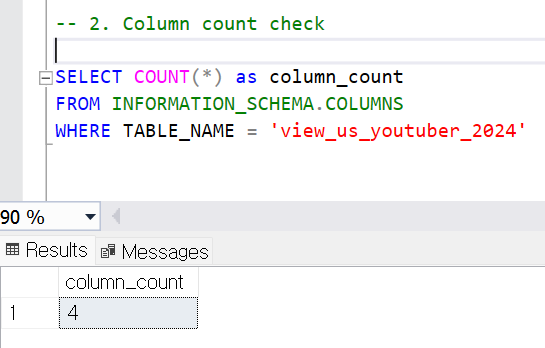 -- 2. Column count check
SELECT COUNT(*) as column_count
FROM INFORMATION_SCHEMA.COLUMNS
WHERE TABLE_NAME = 'view_us_youtuber_2024'
90 %
Results Messages
column_count
1 4